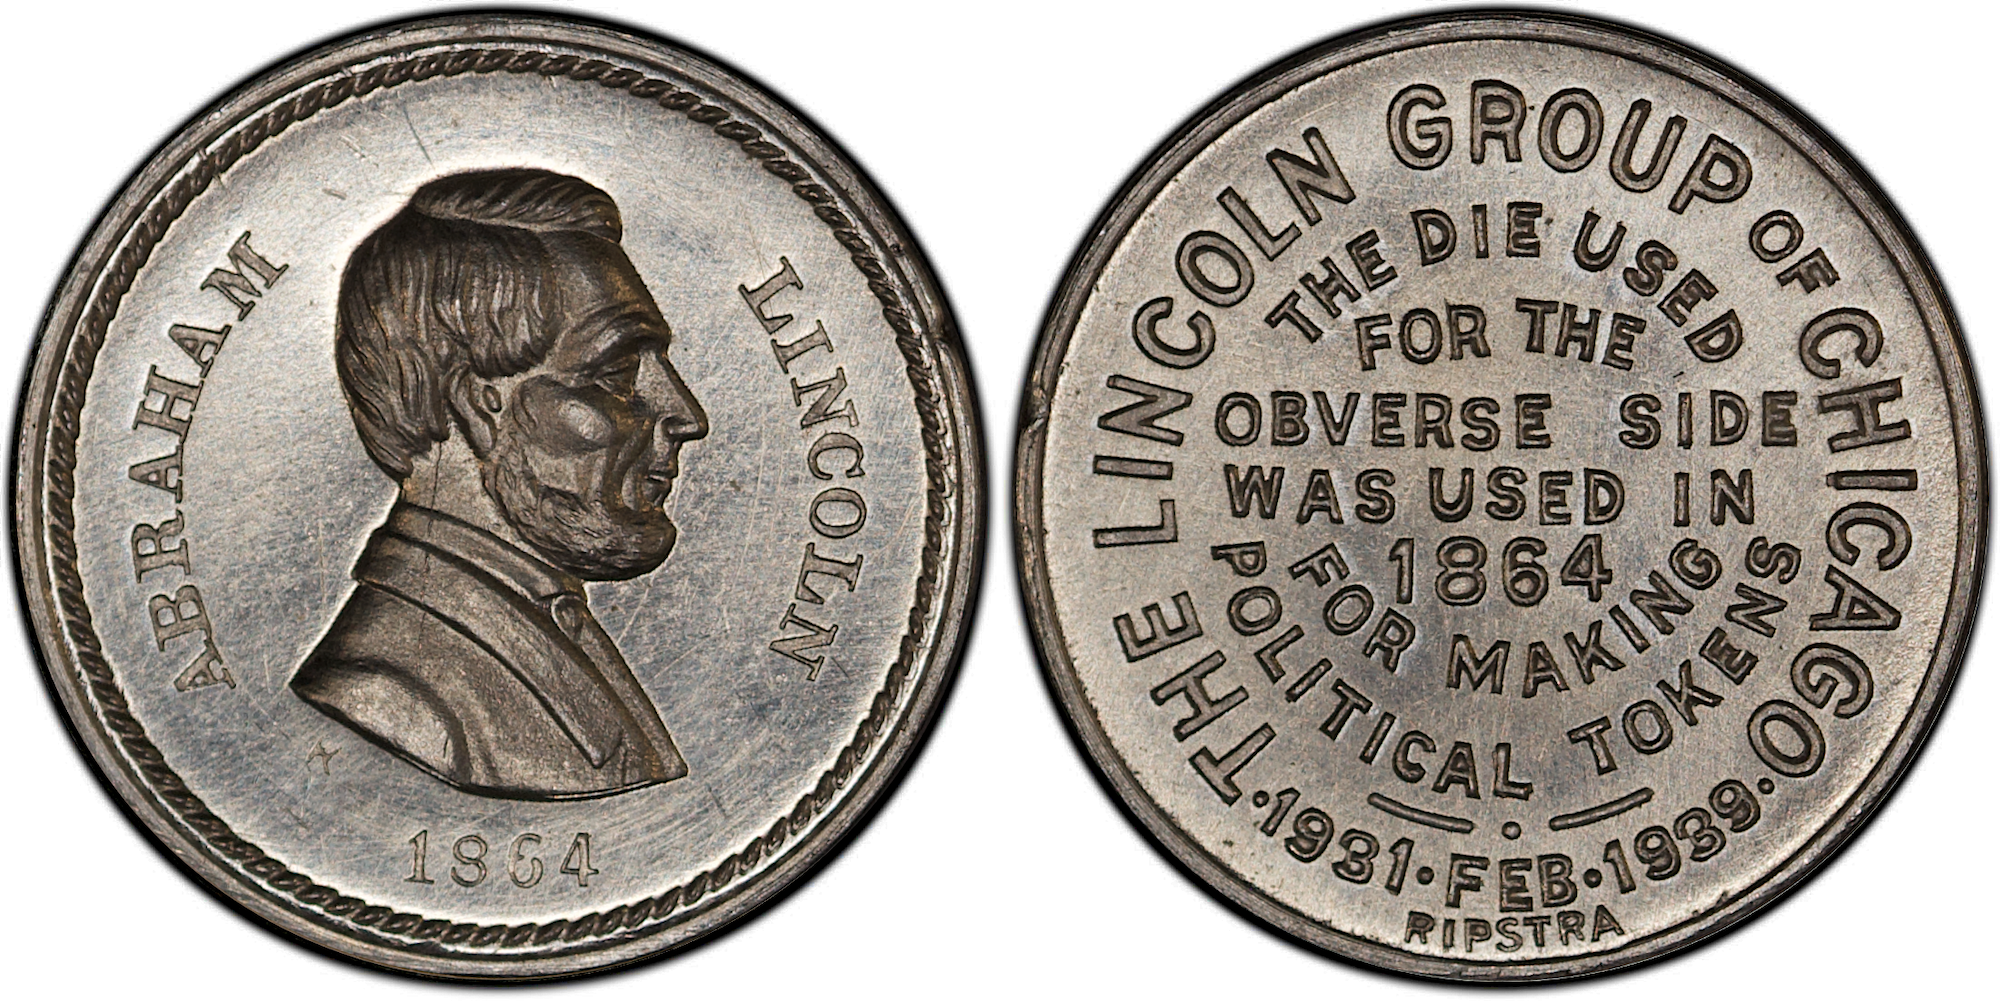 ABRAHAM LINCOLN
1864
THE LINCOLN GROUP OF CHICAGO
THE DIE USED
FOR THE
OBVERSE SIDE
WAS USED IN
1864
FOR MAKING
POLITICAL TOKENS
·1931·FEB·1939·
RIPSTRA